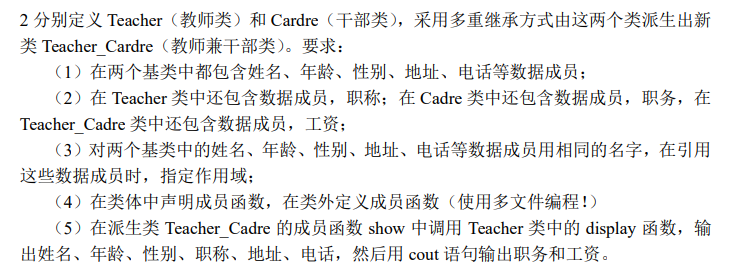 2 分别定义 Teacher（教师类）和 Cardre（干部类），采用多重继承方式由这两个类派生出新
类 Teacher_Cardre（教师兼干部类）。要求：
（1）在两个基类中都包含姓名、年龄、性别、地址、电话等数据成员；
（2）在 Teacher 类中还包含数据成员，职称；在 Cadre 类中还包含数据成员，职务，在
Teacher_Cadre 类中还包含数据成员，工资；
（3）对两个基类中的姓名、年龄、性别、地址、电话等数据成员用相同的名字，在引用
这些数据成员时，指定作用域；
（4）在类体中声明成员函数，在类外定义成员函数（使用多文件编程！）
（5）在派生类 Teacher_Cadre 的成员函数 show 中调用 Teacher 类中的 display 函数，输
出姓名、年龄、性别、职称、地址、电话，然后用 cout 语句输出职务和工资。